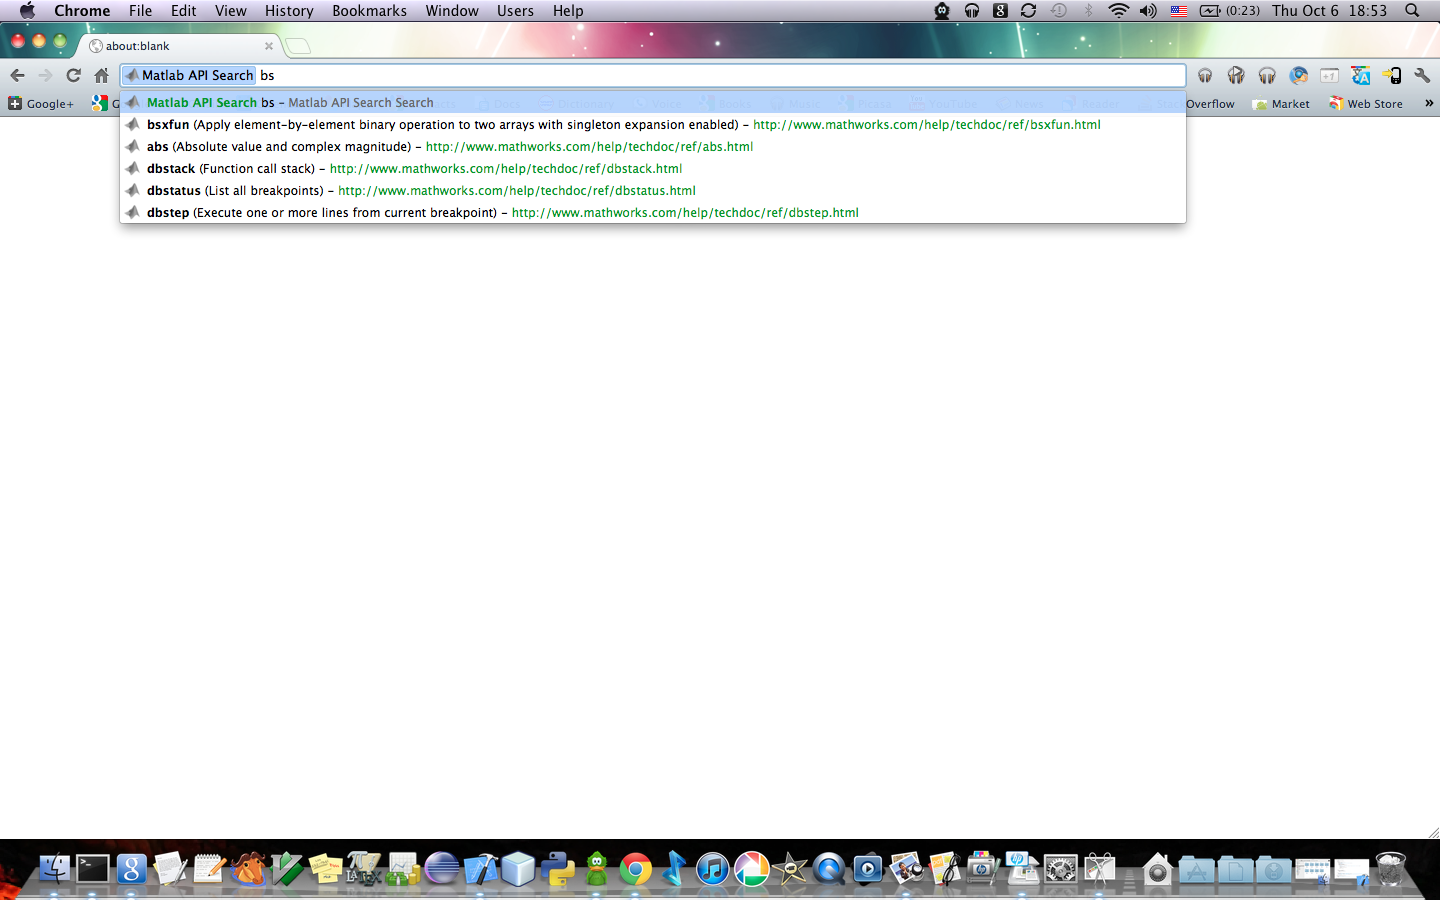 Chrome File Edit View History Bookmarks Window Users Help (0:23) Thu Oct 6 18:53
about:blank
Matlab API Search bs
Google+ Overflow Market Web Store »
Matlab API Search bs – Matlab API Search Search
bsxfun (Apply element-by-element binary operation to two arrays with singleton expansion enabled) – http://www.mathworks.com/help/techdoc/ref/bsxfun.html
abs (Absolute value and complex magnitude) – http://www.mathworks.com/help/techdoc/ref/abs.html
dbstack (Function call stack) – http://www.mathworks.com/help/techdoc/ref/dbstack.html
dbstatus (List all breakpoints) – http://www.mathworks.com/help/techdoc/ref/dbstatus.html
dbstep (Execute one or more lines from current breakpoint) – http://www.mathworks.com/help/techdoc/ref/dbstep.html